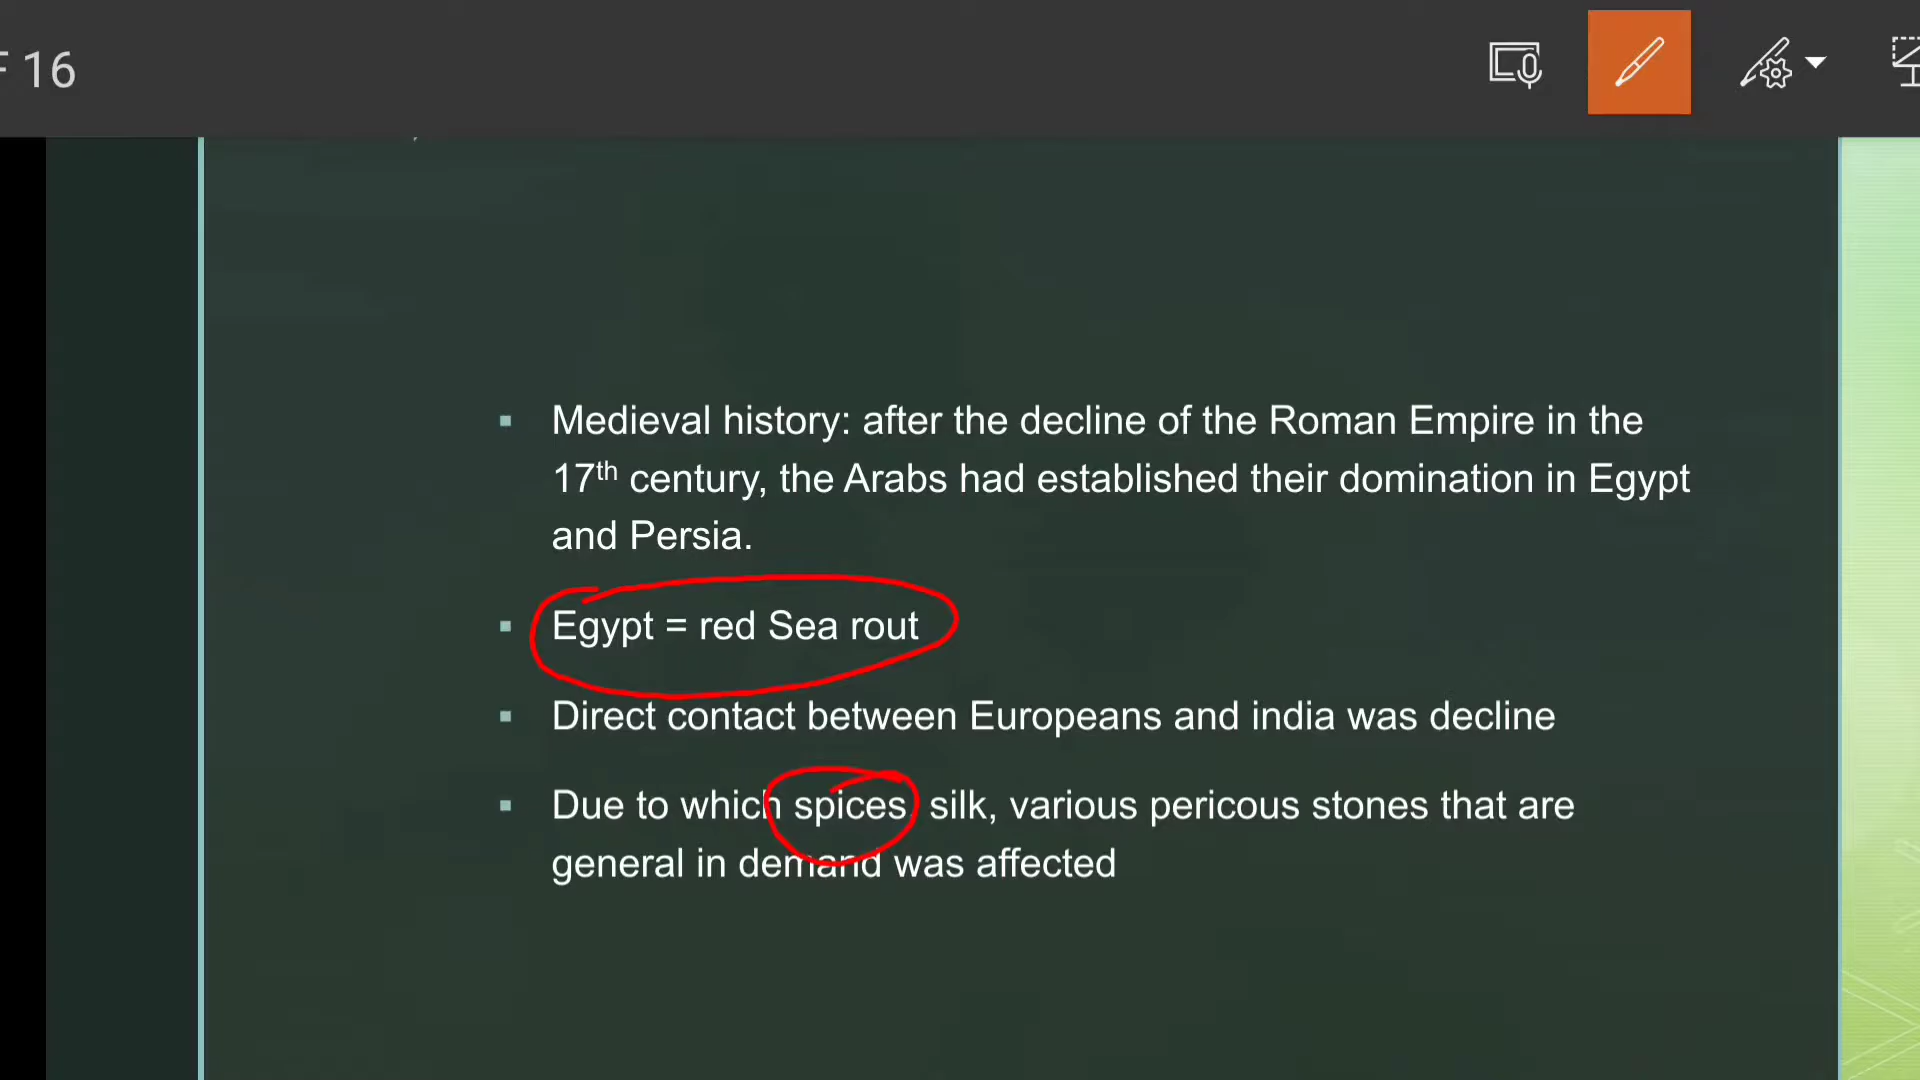 16
Medieval history: after the decline of the Roman Empire in the
17th century, the Arabs had established their domination in Egypt
and Persia.
Egypt = red Sea rout
Direct contact between Europeans and india was decline
Due to which spices, silk, various pericous stones that are
general in demand was affected